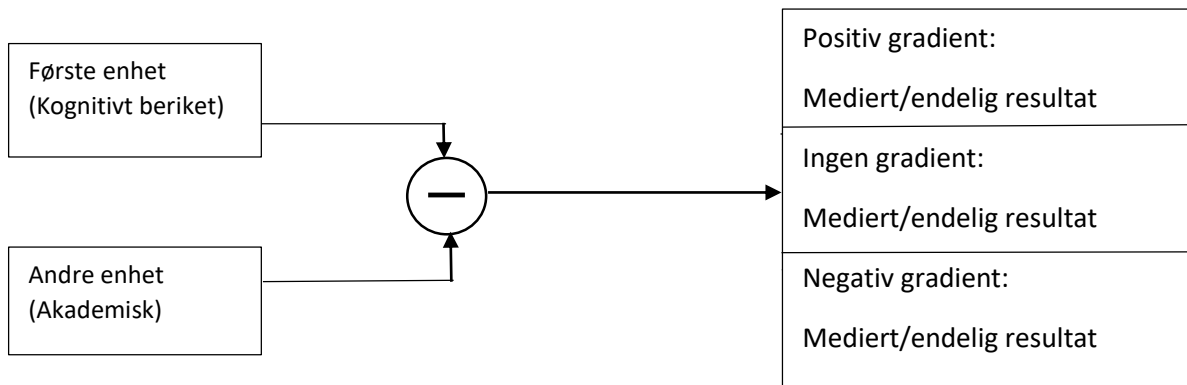 Første enhet
(Kognitivt beriket)
Andre enhet
(Akademisk)
Positiv gradient:
Mediert/endelig resultat
Ingen gradient:
Mediert/endelig resultat
Negativ gradient:
Mediert/endelig resultat